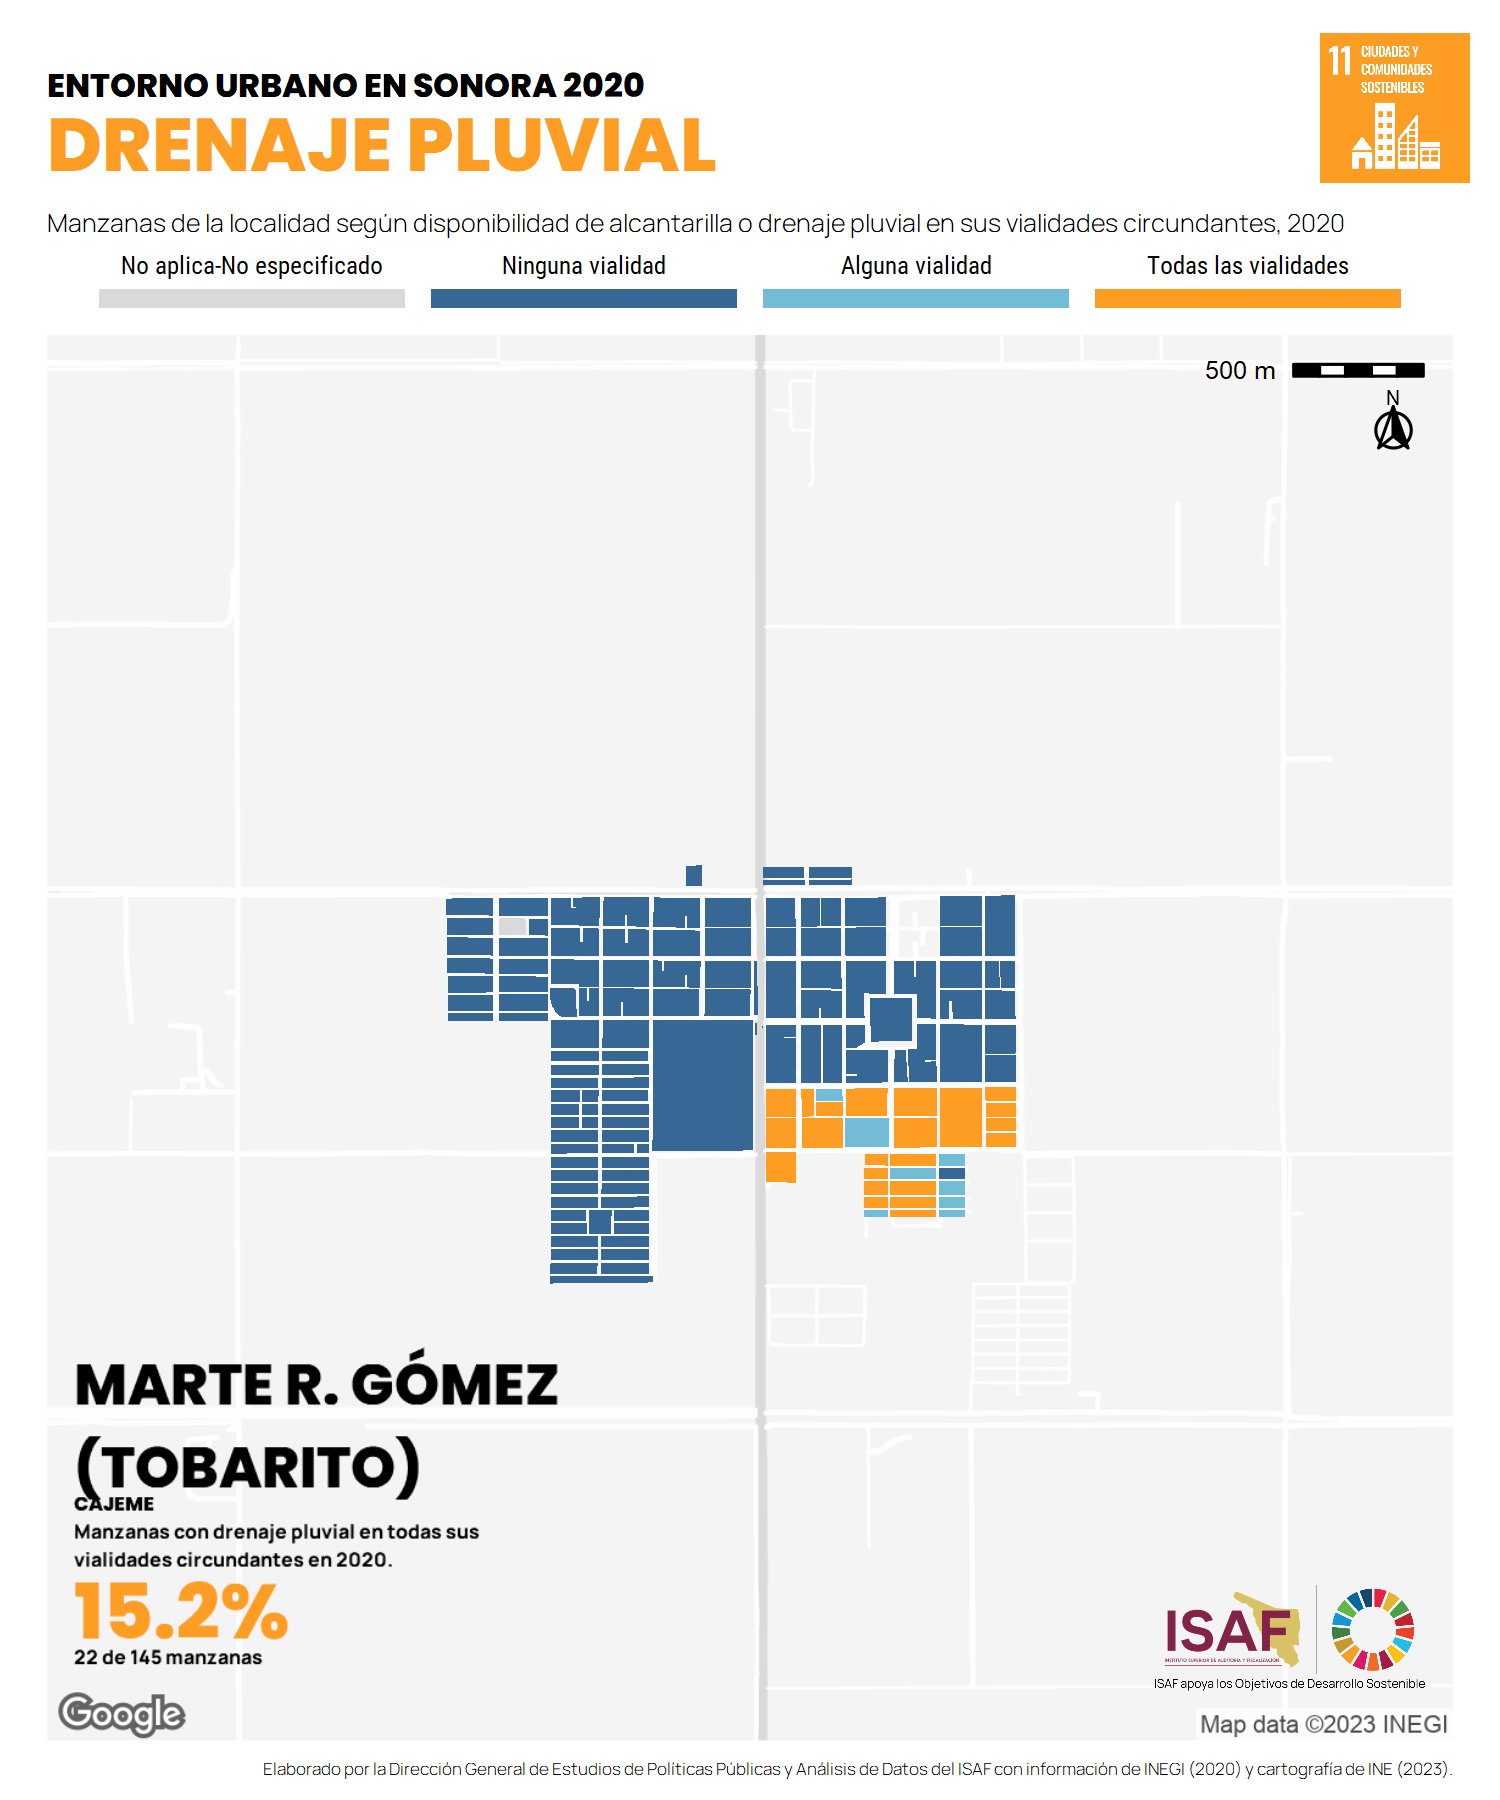 ENTORNO URBANO EN SONORA 2020
DRENAJE PLUVIAL
11 CIUDADES Y
COMUNIDADES
SOSTENIBLES
Manzanas de la localidad según disponibilidad de alcantarilla o drenaje pluvial en sus vialidades circundantes, 2020
No aplica-No especificado
Ninguna vialidad
Alguna vialidad
Todas las vialidades
500 m
N
MARTE R. GÓMEZ
(TOBARITO)
CAJEME
Manzanas con drenaje pluvial en todas sus
vialidades circundantes en 2020.
15.2%
22 de 145 manzanas
Google
ISAF
INSTITUTO SUPERIOR DE AUDITORÍA Y FISCALIZACIÓN
ISAF apoya los Objetivos de Desarrollo Sostenible
Map data ©2023 INEGI
Elaborado por la Dirección General de Estudios de Políticas Públicas y Análisis de Datos del ISAF con información de INEGI (2020) y cartografía de INE (2023).